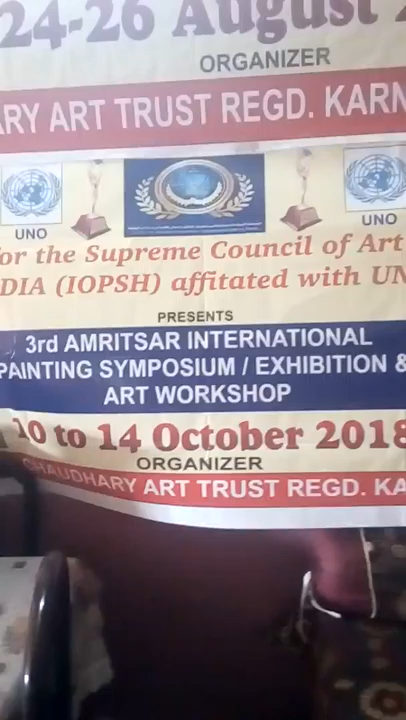 24-26 August
ORGANIZER
ARY ART TRUST REGD. KARN
UNO
UNO
or the Supreme Council of Art
DIA (IOPSH) affitated with UN
PRESENTS
3rd AMRITSAR INTERNATIONAL
PAINTING SYMPOSIUM / EXHIBITION &
ART WORKSHOP
10 to 14 October 2018
ORGANIZER
CHAUDHARY ART TRUST REGD. KA